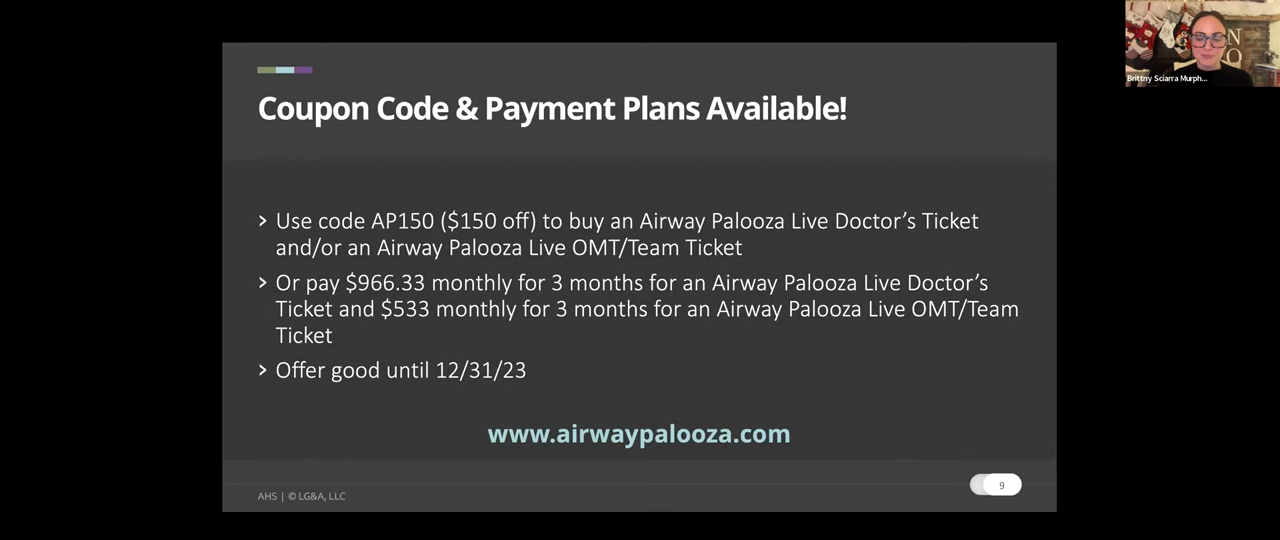 Coupon Code & Payment Plans Available!
› Use code AP150 ($150 off) to buy an Airway Palooza Live Doctor’s Ticket
and/or an Airway Palooza Live OMT/Team Ticket
› Or pay $966.33 monthly for 3 months for an Airway Palooza Live Doctor’s
Ticket and $533 monthly for 3 months for an Airway Palooza Live OMT/Team
Ticket
› Offer good until 12/31/23
www.airwaypalooza.com
AHS | © LG&A, LLC
9
Brittny Sciarra Murph...